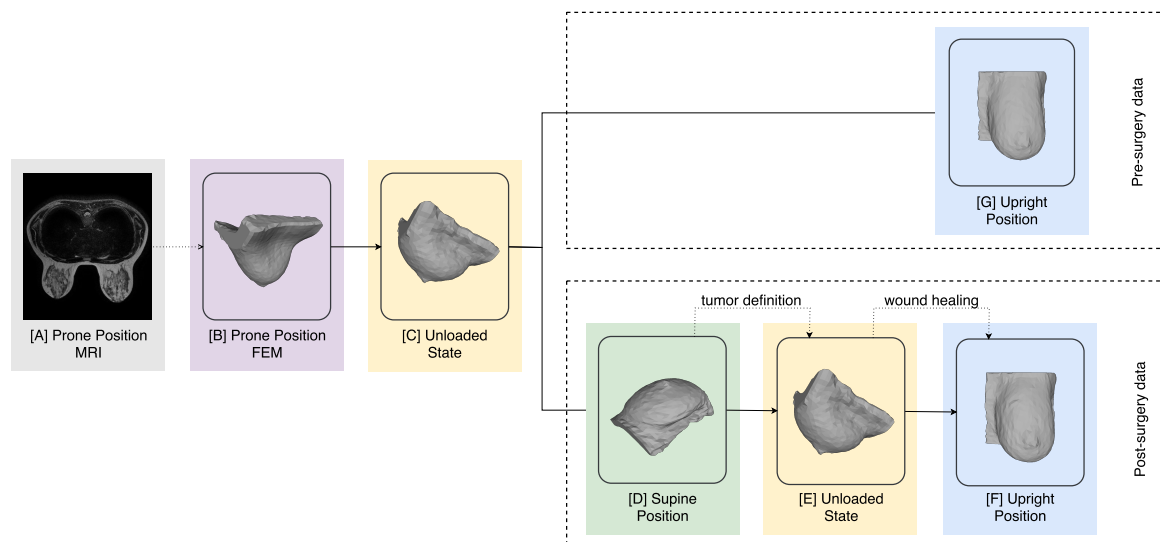 [A] Prone Position
MRI
[B] Prone Position
FEM
[C] Unloaded
State
[G] Upright
Position
Pre-surgery data
tumor definition
wound healing
[D] Supine
Position
[E] Unloaded
State
[F] Upright
Position
Post-surgery data